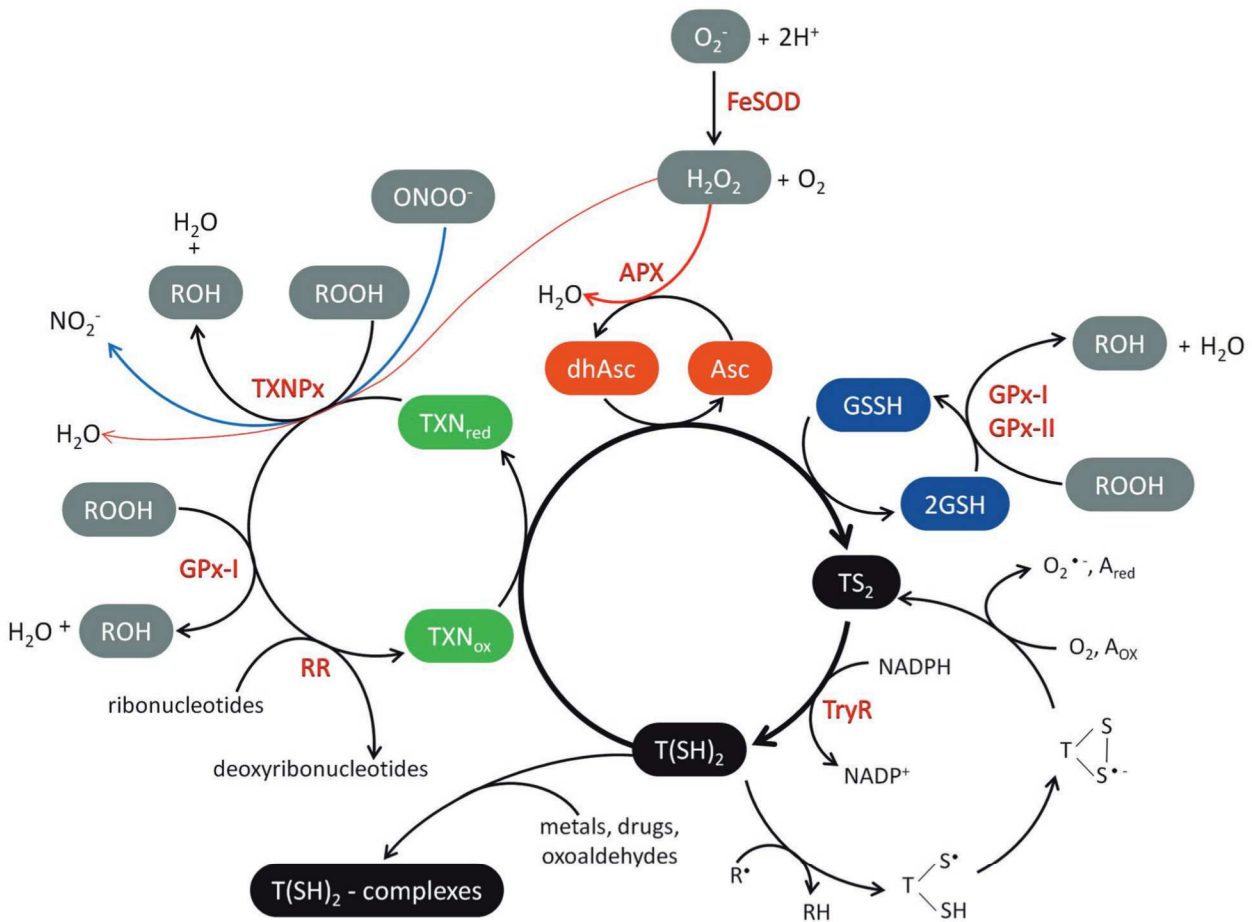 O₂⁻ + 2H⁺
FeSOD
H₂O₂ + O₂
ONOO⁻
H₂O
+
ROH
ROOH
APX
H₂O
NO₂⁻
TXNPx
dhAsc
Asc
ROH + H₂O
GSSH
GPx-I
GPx-II
TXNred
H₂O
ROOH
2GSH
ROOH
GPx-I
TS₂
O₂•⁻, Ared
O₂, AOX
H₂O + ROH
TXNox
RR
NADPH
ribonucleotides
TryR
T(SH)₂
NADP⁺
deoxyribonucleotides
T
S
S•⁻
metals, drugs,
oxoaldehydes
T(SH)₂ - complexes
R•
RH
T
S•
SH